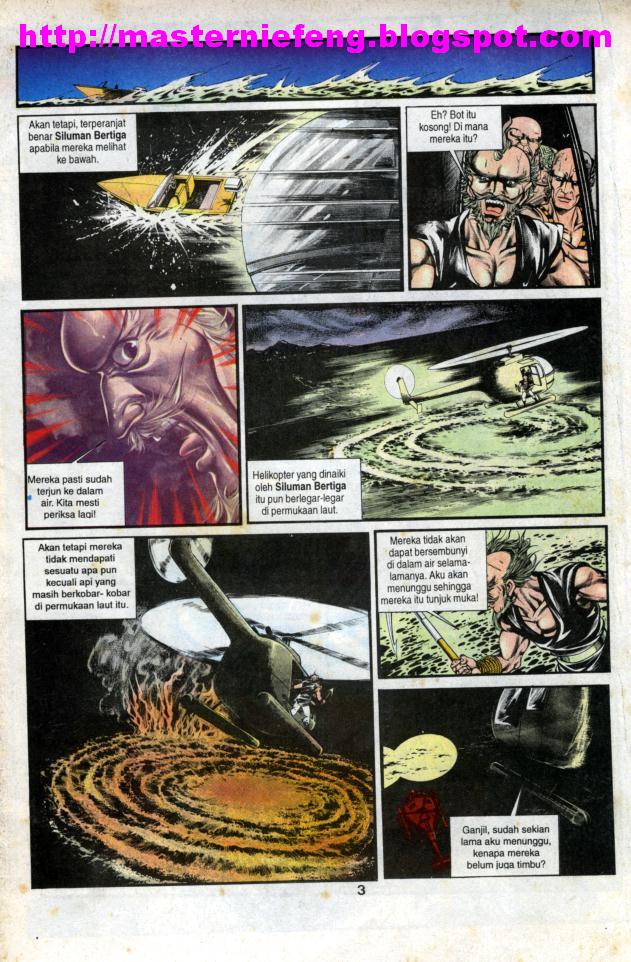 http://masterniefeng.blogspot.com
Akan tetapi, terperanjat
benar Siluman Bertiga
apabila mereka melihat
ke bawah.
Eh? Bot itu
kosong! Di mana
mereka itu?
Mereka pasti sudah
terjun ke dalam
air. Kita mesti
periksa lagi!
Helikopter yang dinaiki
oleh Siluman Bertiga
itu pun berlegar-legar
di permukaan laut.
Akan tetapi mereka
tidak mendapati
sesuatu apa pun
kecuali api yang
masih berkobar- kobar
di permukaan laut itu.
Mereka tidak akan
dapat bersembunyi
di dalam air selama-
lamanya. Aku akan
menunggu sehingga
mereka itu tunjuk muka!
Ganjil, sudah sekian
lama aku menunggu,
kenapa mereka
belum juga timbu?
3